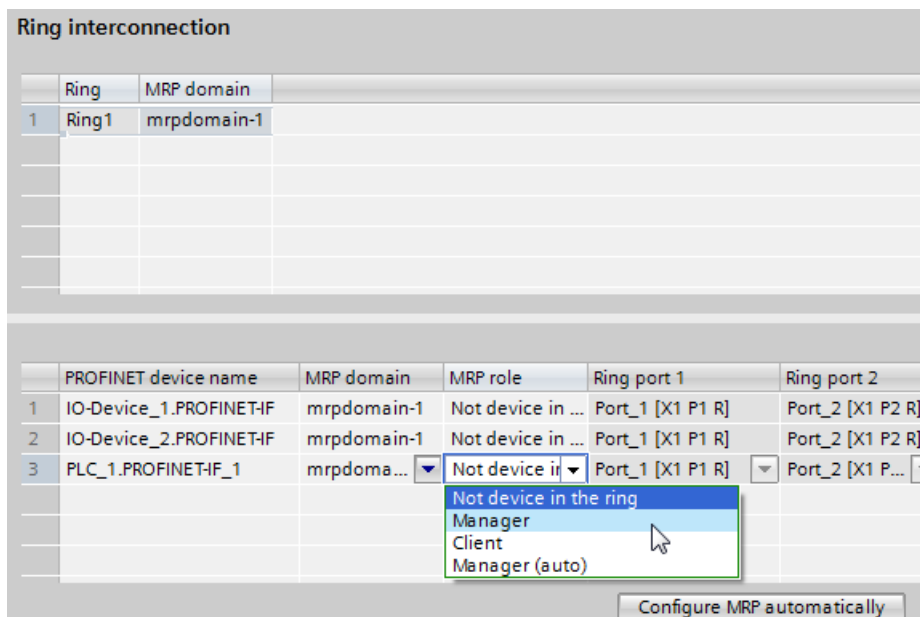 Ring interconnection
Ring MRP domain
1 Ring1 mrpdomain-1
PROFINET device name MRP domain MRP role Ring port 1 Ring port 2
1 IO-Device_1.PROFINET-IF mrpdomain-1 Not device in ... Port_1 [X1 P1 R] Port_2 [X1 P2 R]
2 IO-Device_2.PROFINET-IF mrpdomain-1 Not device in ... Port_1 [X1 P1 R] Port_2 [X1 P2 R]
3 PLC_1.PROFINET-IF_1 mrpdoma... Not device ir Port_1 [X1 P1 R] Port_2 [X1 P...
Not device in the ring
Manager
Client
Manager (auto)
Configure MRP automatically